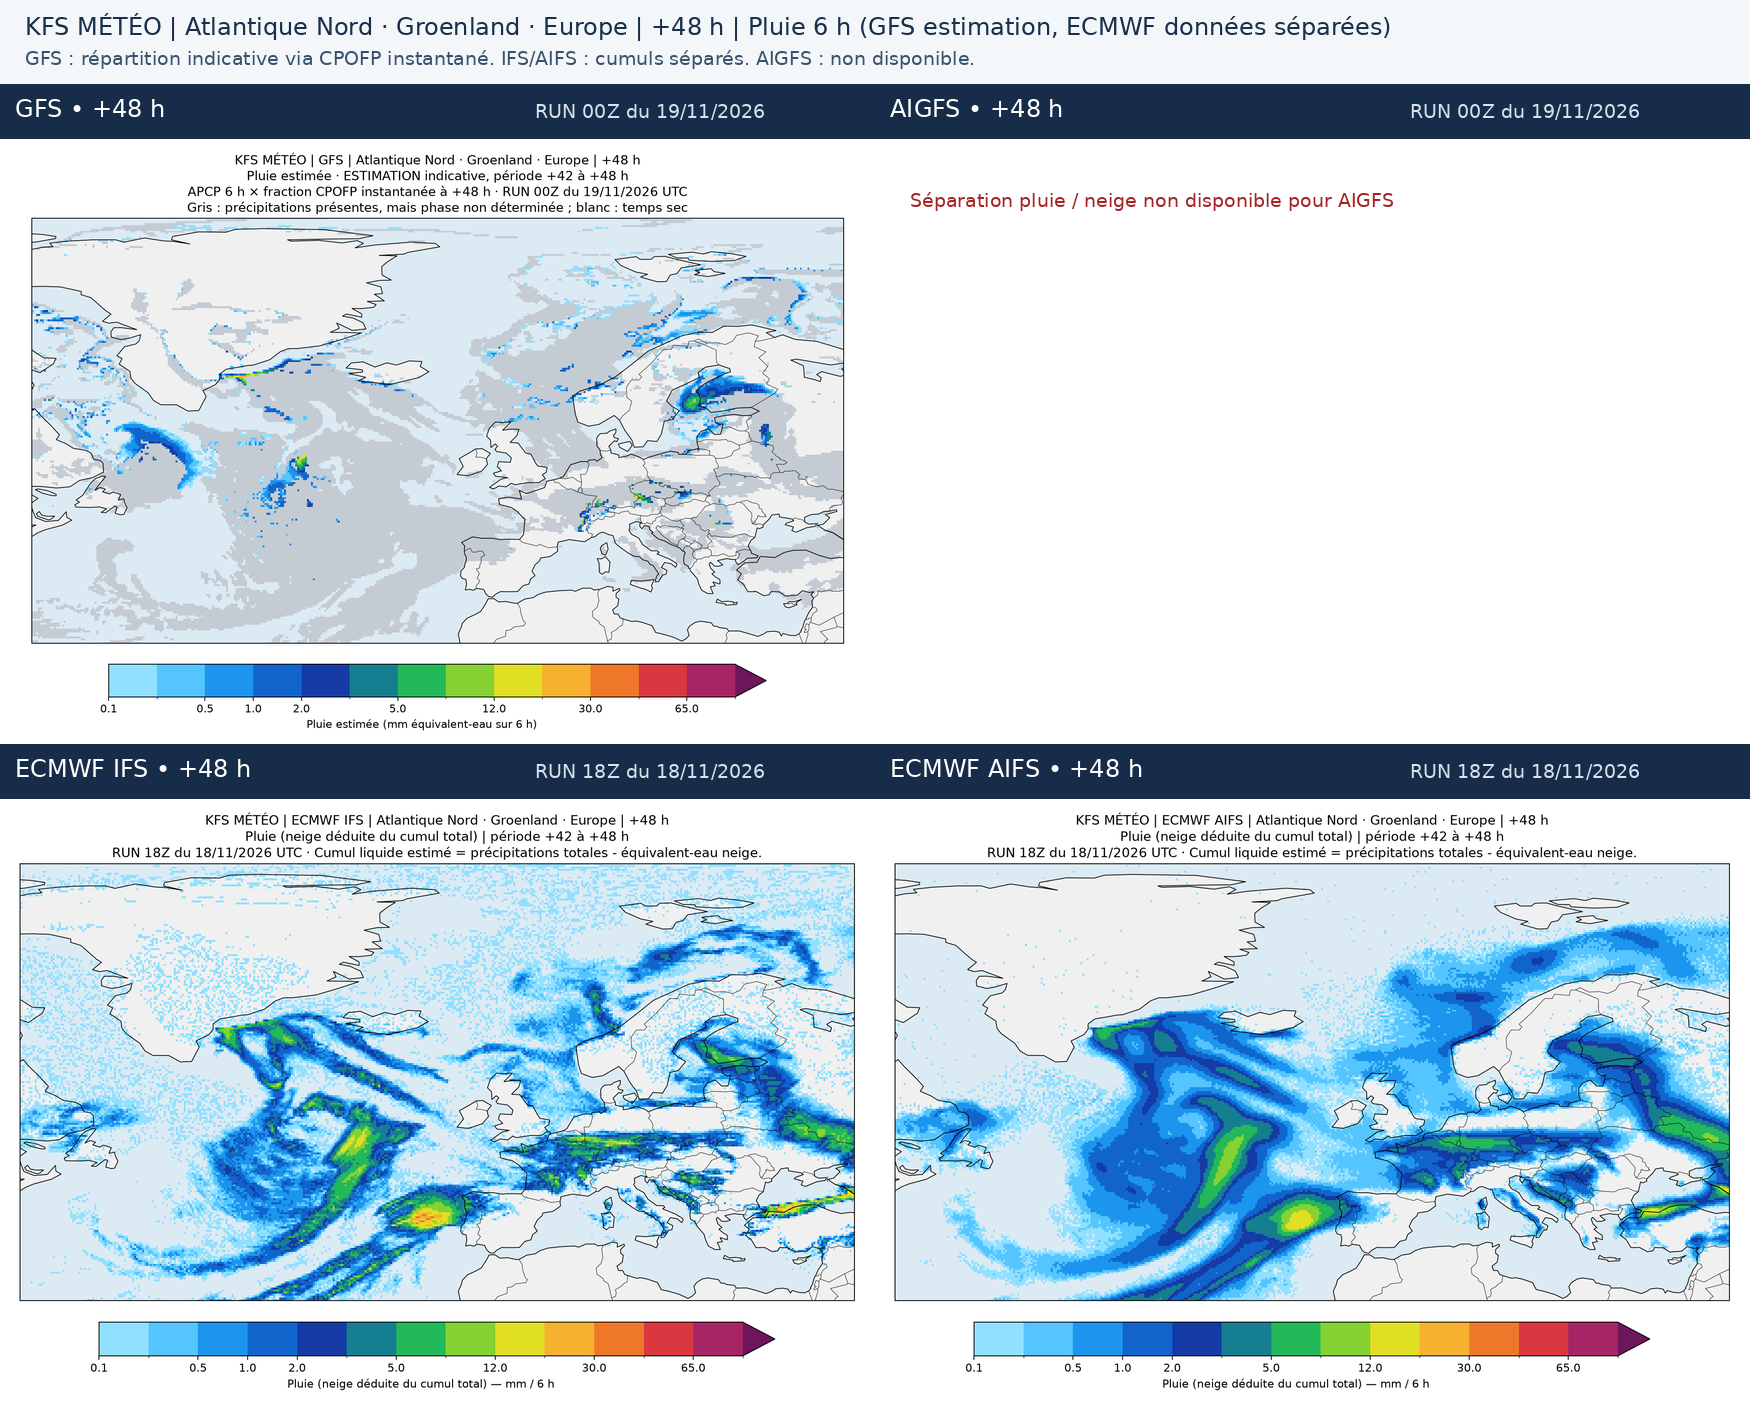 KFS MÉTÉO | Atlantique Nord · Groenland · Europe | +48 h | Pluie 6 h (GFS estimation, ECMWF données séparées)
GFS : répartition indicative via CPOFP instantané. IFS/AIFS : cumuls séparés. AIGFS : non disponible.
GFS • +48 h
RUN 00Z du 19/11/2026
AIGFS • +48 h
RUN 00Z du 19/11/2026
KFS MÉTÉO | GFS | Atlantique Nord · Groenland · Europe | +48 h
Pluie estimée · ESTIMATION indicative, période +42 à +48 h
APCP 6 h × fraction CPOFP instantanée à +48 h · RUN 00Z du 19/11/2026 UTC
Gris : précipitations présentes, mais phase non déterminée ; blanc : temps sec
Séparation pluie / neige non disponible pour AIGFS
0.1 0.5 1.0 2.0 5.0 12.0 30.0 65.0
Pluie estimée (mm équivalent-eau sur 6 h)
ECMWF IFS • +48 h
RUN 18Z du 18/11/2026
ECMWF AIFS • +48 h
RUN 18Z du 18/11/2026
KFS MÉTÉO | ECMWF IFS | Atlantique Nord · Groenland · Europe | +48 h
Pluie (neige déduite du cumul total) | période +42 à +48 h
RUN 18Z du 18/11/2026 UTC · Cumul liquide estimé = précipitations totales - équivalent-eau neige.
0.1 0.5 1.0 2.0 5.0 12.0 30.0 65.0
Pluie (neige déduite du cumul total) — mm / 6 h
KFS MÉTÉO | ECMWF AIFS | Atlantique Nord · Groenland · Europe | +48 h
Pluie (neige déduite du cumul total) | période +42 à +48 h
RUN 18Z du 18/11/2026 UTC · Cumul liquide estimé = précipitations totales - équivalent-eau neige.
0.1 0.5 1.0 2.0 5.0 12.0 30.0 65.0
Pluie (neige déduite du cumul total) — mm / 6 h